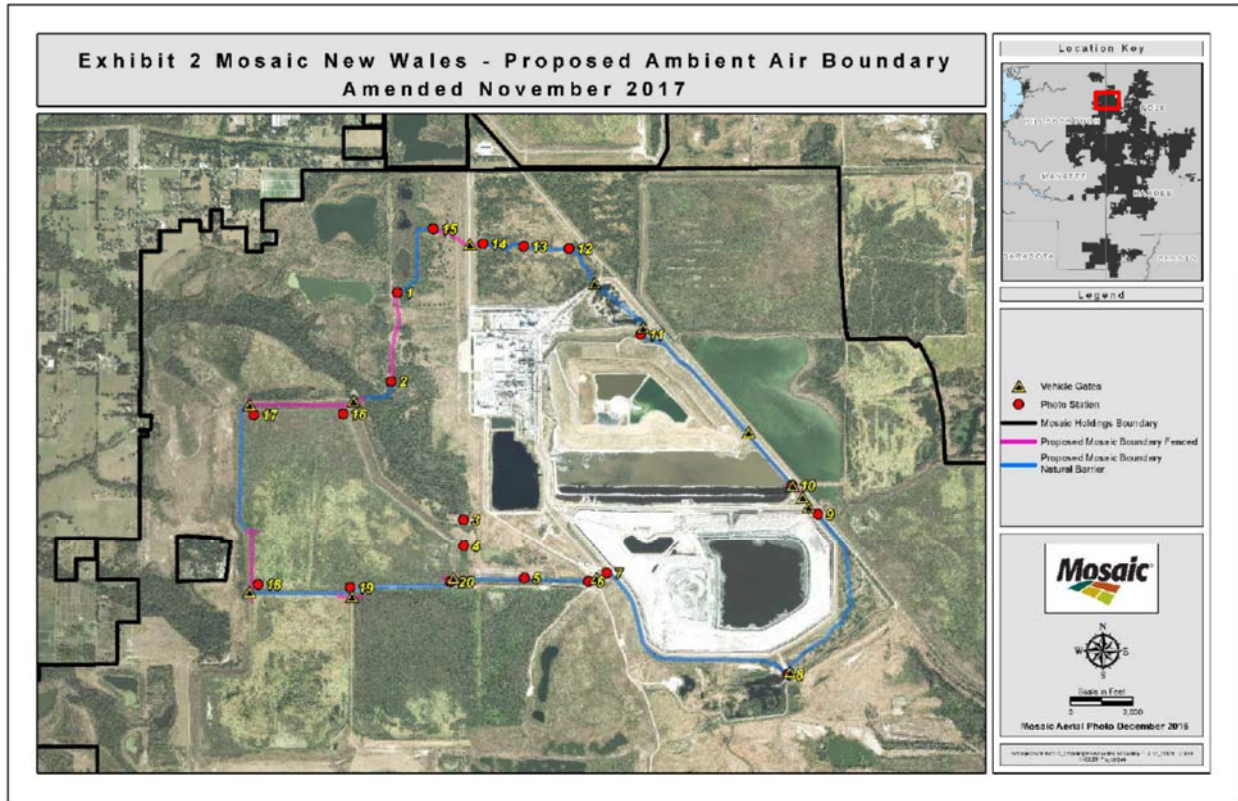 Exhibit 2 Mosaic New Wales - Proposed Ambient Air Boundary
Amended November 2017
15
14
13
12
1
11
2
17
16
10
9
3
4
18
19
20
5
6
7
8
Location Key
POLK
HILLSBOROUGH
MANATEE
HARDEE
SARASOTA
DESOTO
Legend
Vehicle Gates
Photo Station
Mosaic Holdings Boundary
Proposed Mosaic Boundary Fenced
Proposed Mosaic Boundary
Natural Barrier
Mosaic®
N
W
E
S
Scale in Feet
0
2,000
Mosaic Aerial Photo December 2016